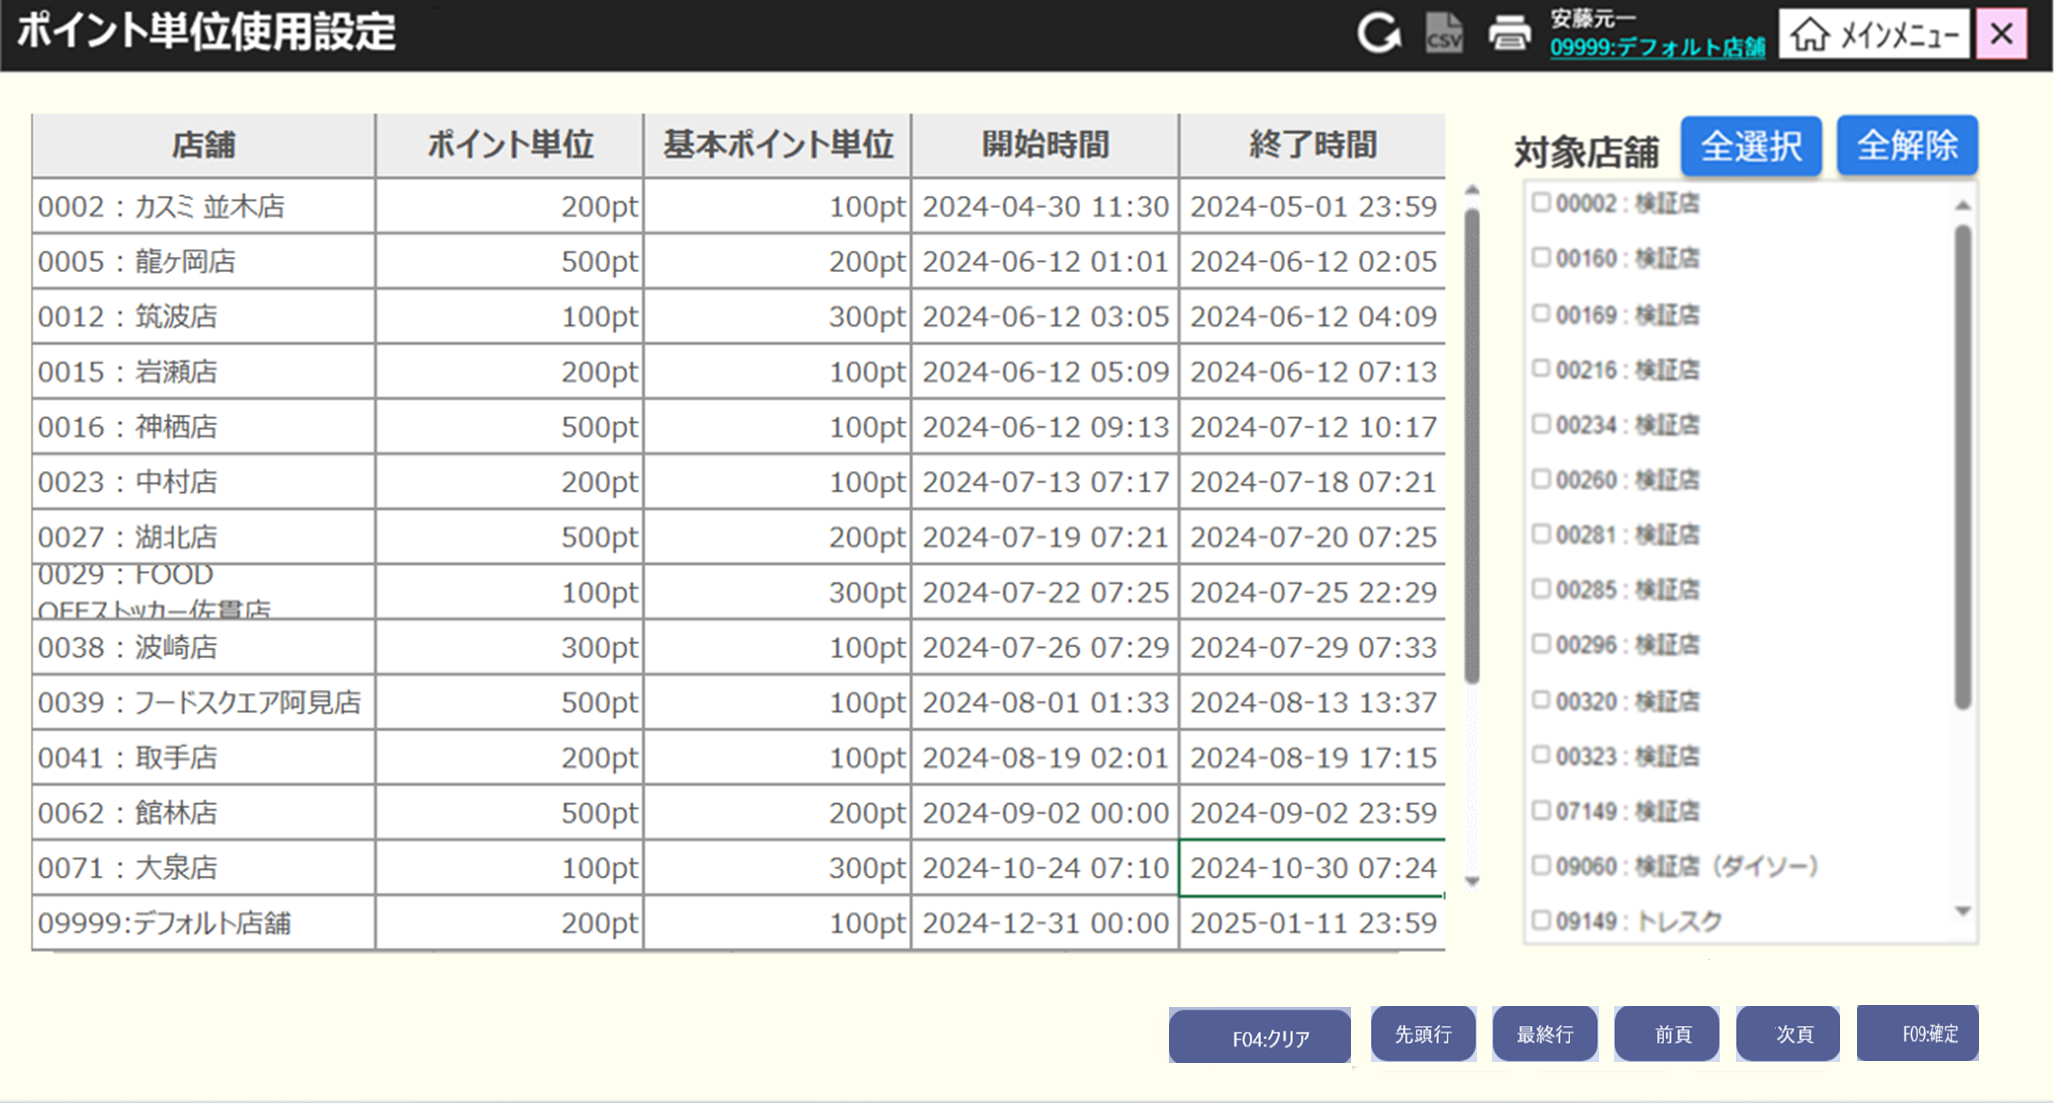 ポイント単位使用設定
CSV
安藤元一
09999:デフォルト店舗
メインメニュー
店舗 ポイント単位 基本ポイント単位 開始時間 終了時間
0002：カスミ 並木店 200pt 100pt 2024-04-30 11:30 2024-05-01 23:59
0005：龍ヶ岡店 500pt 200pt 2024-06-12 01:01 2024-06-12 02:05
0012：筑波店 100pt 300pt 2024-06-12 03:05 2024-06-12 04:09
0015：岩瀬店 200pt 100pt 2024-06-12 05:09 2024-06-12 07:13
0016：神栖店 500pt 100pt 2024-06-12 09:13 2024-07-12 10:17
0023：中村店 200pt 100pt 2024-07-13 07:17 2024-07-18 07:21
0027：湖北店 500pt 200pt 2024-07-19 07:21 2024-07-20 07:25
0029：FOOD
OFFストッカー佐貫店 100pt 300pt 2024-07-22 07:25 2024-07-25 22:29
0038：波崎店 300pt 100pt 2024-07-26 07:29 2024-07-29 07:33
0039：フードスクエア阿見店 500pt 100pt 2024-08-01 01:33 2024-08-13 13:37
0041：取手店 200pt 100pt 2024-08-19 02:01 2024-08-19 17:15
0062：館林店 500pt 200pt 2024-09-02 00:00 2024-09-02 23:59
0071：大泉店 100pt 300pt 2024-10-24 07:10 2024-10-30 07:24
09999:デフォルト店舗 200pt 100pt 2024-12-31 00:00 2025-01-11 23:59
対象店舗 全選択 全解除
00002 : 検証店
00160 : 検証店
00169 : 検証店
00216 : 検証店
00234 : 検証店
00260 : 検証店
00281 : 検証店
00285 : 検証店
00296 : 検証店
00320 : 検証店
00323 : 検証店
07149 : 検証店
09060 : 検証店（ダイソー）
09149 : トレスク
F04:クリア 先頭行 最終行 前頁 次頁 F09:確定